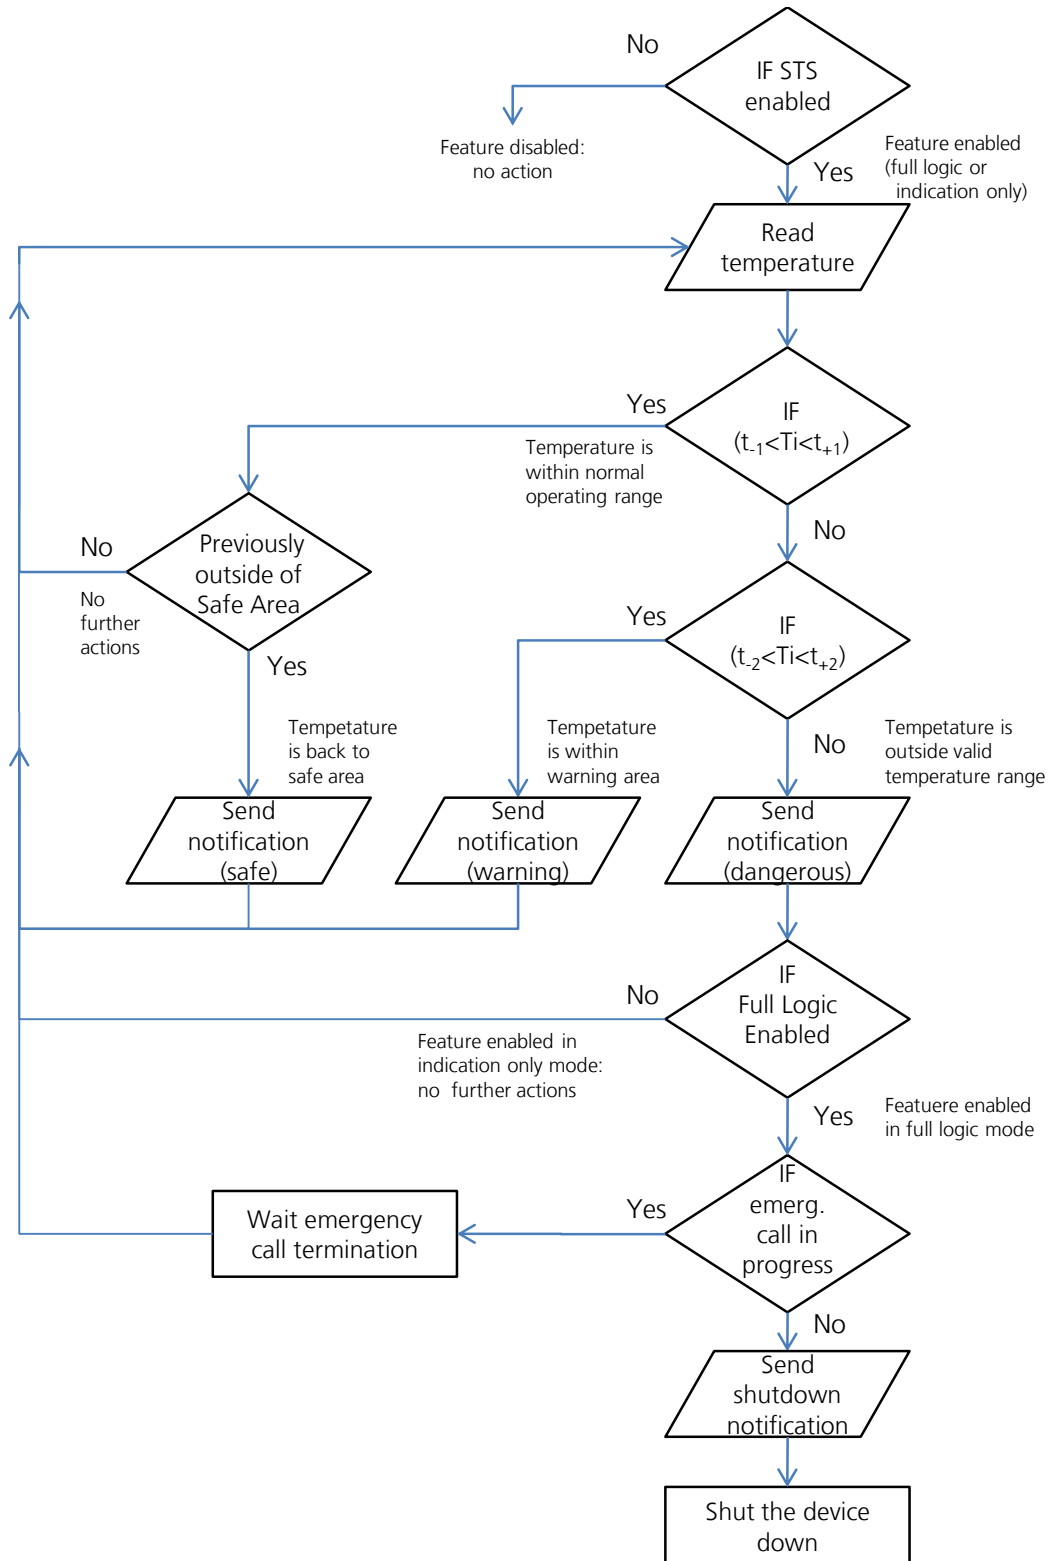 No
IF STS
enabled
Feature disabled:
no action
Yes
Feature enabled
(full logic or
indication only)
Read
temperature
Yes
IF
(t-1<Ti<t+1)
Temperature is
within normal
operating range
No
No
Previously
outside of
Safe Area
No
further
actions
Yes
Yes
IF
(t-2<Ti<t+2)
Tempetature
is back to
safe area
Tempetature
is within
warning area
No
Tempetature is
outside valid
temperature range
Send
notification
(safe)
Send
notification
(warning)
Send
notification
(dangerous)
No
IF
Full Logic
Enabled
Feature enabled in
indication only mode:
no further actions
Yes
Featuere enabled
in full logic mode
Wait emergency
call termination
Yes
IF
emerg.
call in
progress
No
Send
shutdown
notification
Shut the device
down